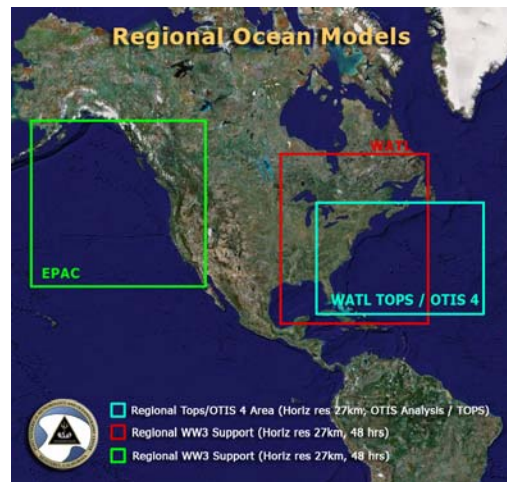 Regional Ocean Models
WATL
EPAC
WATL TOPS / OTIS 4
Regional Tops/OTIS 4 Area (Horiz res 27km, OTIS Analysis / TOPS)
Regional WW3 Support (Horiz res 27km, 48 hrs)
Regional WW3 Support (Horiz res 27km, 48 hrs)